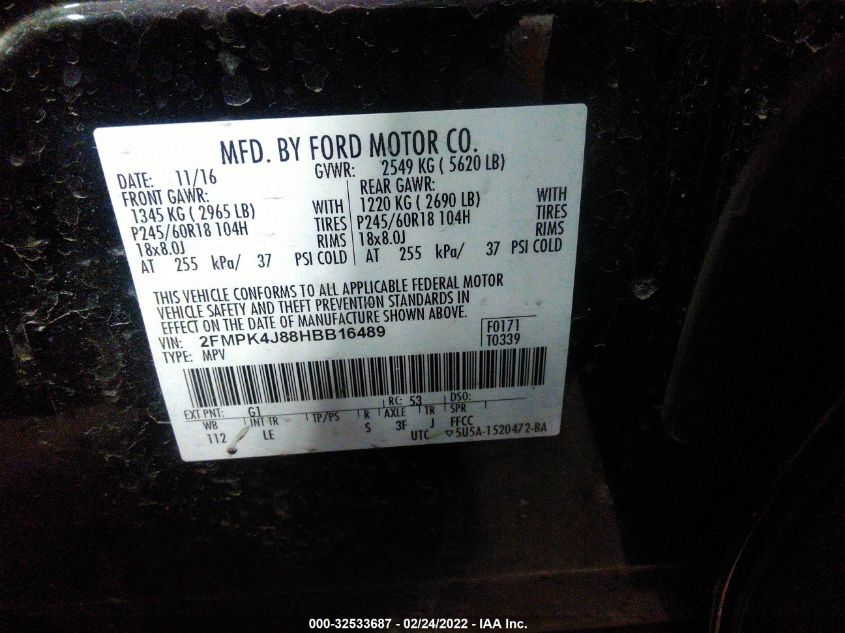 MFD. BY FORD MOTOR CO.
DATE: 11/16 GVWR: 2549 KG ( 5620 LB)
FRONT GAWR: REAR GAWR:
1345 KG (2965 LB) WITH 1220 KG ( 2690 LB) WITH
P245/60R18 104H TIRES P245/60R18 104H TIRES
18x8.0J RIMS 18x8.0J RIMS
AT 255 kPa/ 37 PSI COLD AT 255 kPa/ 37 PSI COLD
THIS VEHICLE CONFORMS TO ALL APPLICABLE FEDERAL MOTOR
VEHICLE SAFETY AND THEFT PREVENTION STANDARDS IN
EFFECT ON THE DATE OF MANUFACTURE SHOWN ABOVE.
VIN: 2FMPK4J88HBB16489 F0171
TYPE: MPV T0339
EXT PNT: G1 RC: 53 DSO:
WB INT TR TP/PS R AXLE TR SPR
112 LE S 3F J FFCC
UTC ▽5U5A-1520472-BA
000-32533687 - 02/24/2022 - IAA Inc.